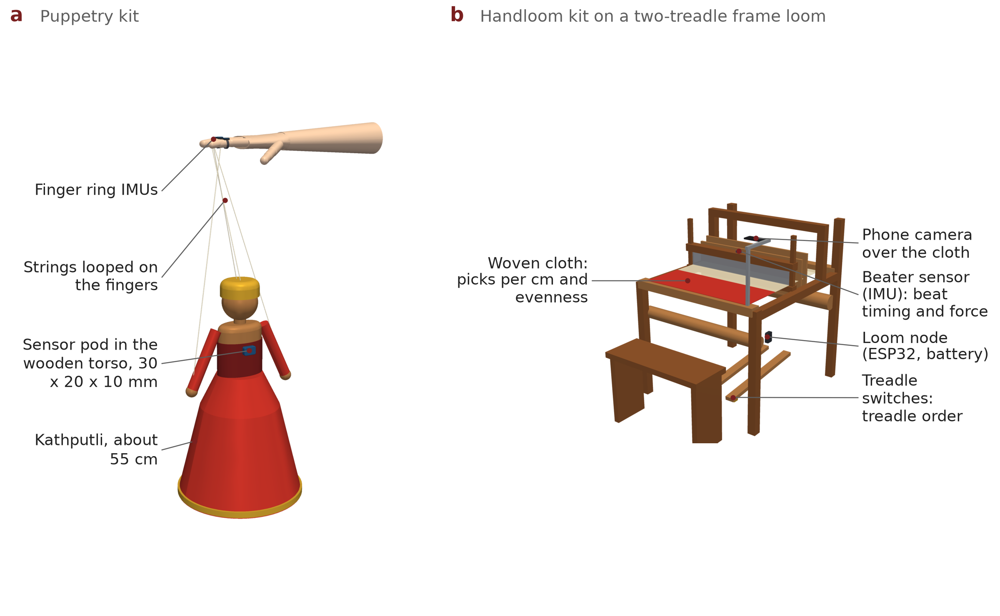 a Puppetry kit
Finger ring IMUs
Strings looped on
the fingers
Sensor pod in the
wooden torso, 30
x 20 x 10 mm
Kathputli, about
55 cm
b Handloom kit on a two-treadle frame loom
Woven cloth:
picks per cm and
evenness
Phone camera
over the cloth
Beater sensor
(IMU): beat
timing and force
Loom node
(ESP32, battery)
Treadle
switches:
treadle order